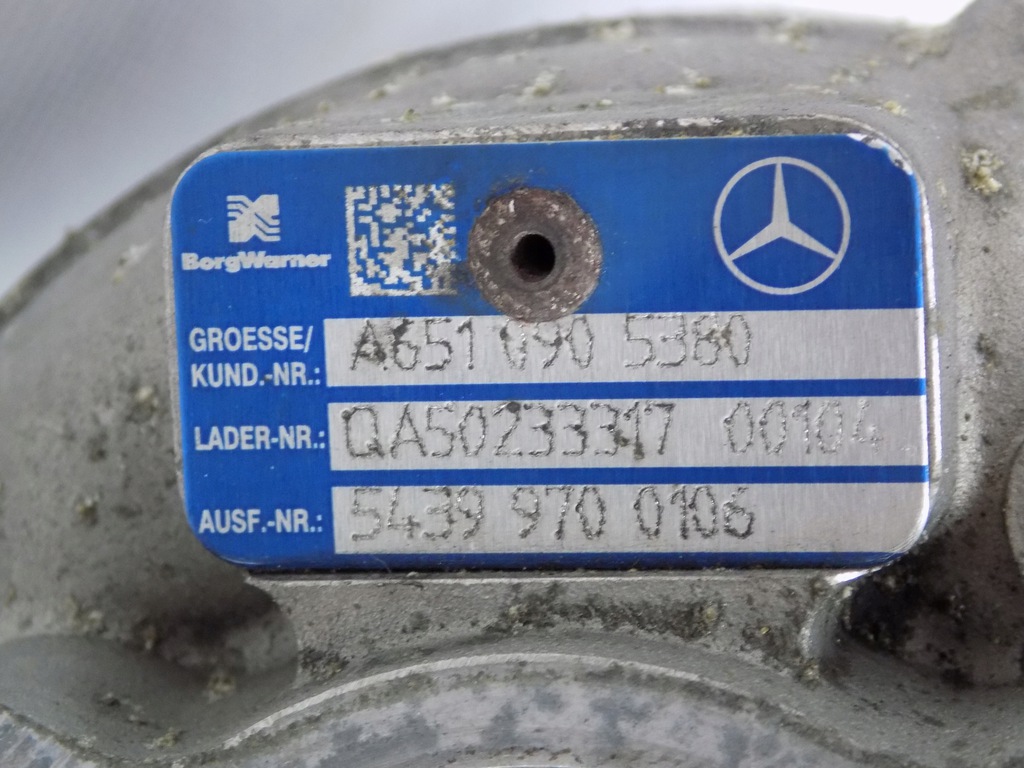 BorgWarner
GROESSE/
KUND.-NR.: A651 090 5380
LADER-NR.: QA50233317 00104
AUSF.-NR.: 5439 970 0106